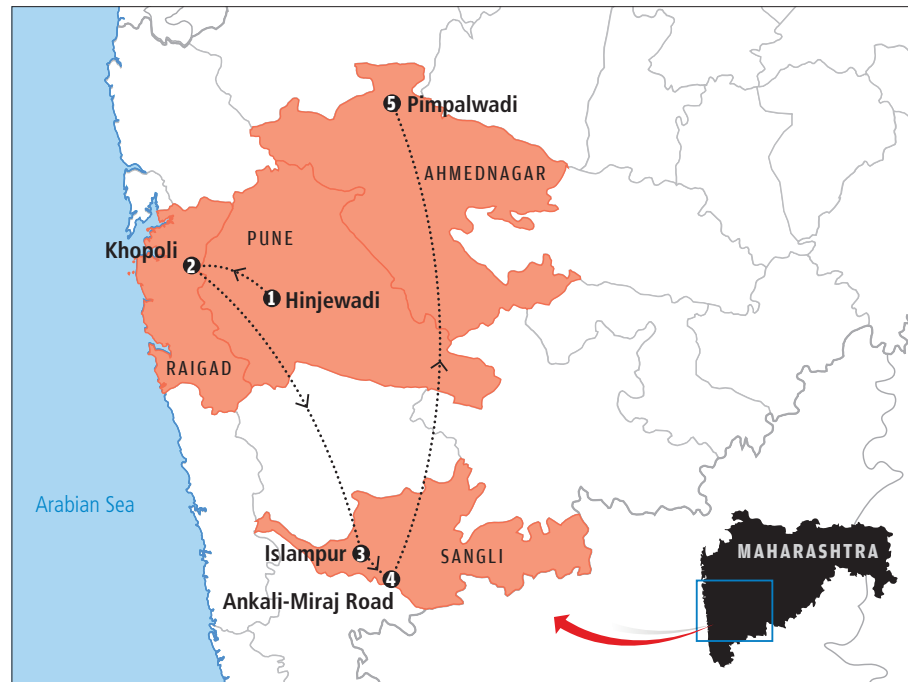 5 Pimpalwadi
AHMEDNAGAR
PUNE
Khopoli 2
1 Hinjewadi
RAIGAD
Arabian Sea
Islampur 3
SANGLI
4
Ankali-Miraj Road
MAHARASHTRA